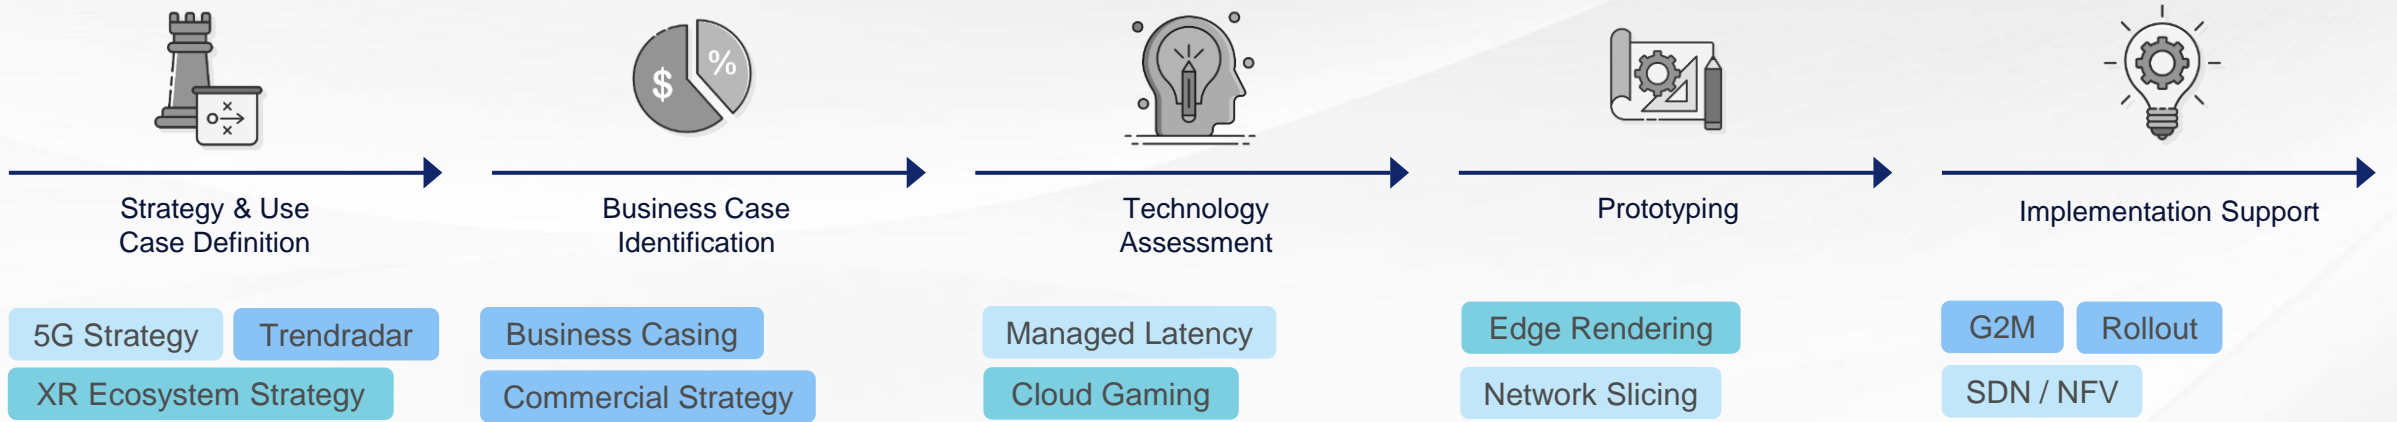 $
%
Strategy & Use
Case Definition
Business Case
Identification
Technology
Assessment
Prototyping
Implementation Support
5G Strategy
Trendradar
XR Ecosystem Strategy
Business Casing
Commercial Strategy
Managed Latency
Cloud Gaming
Edge Rendering
Network Slicing
G2M
Rollout
SDN / NFV